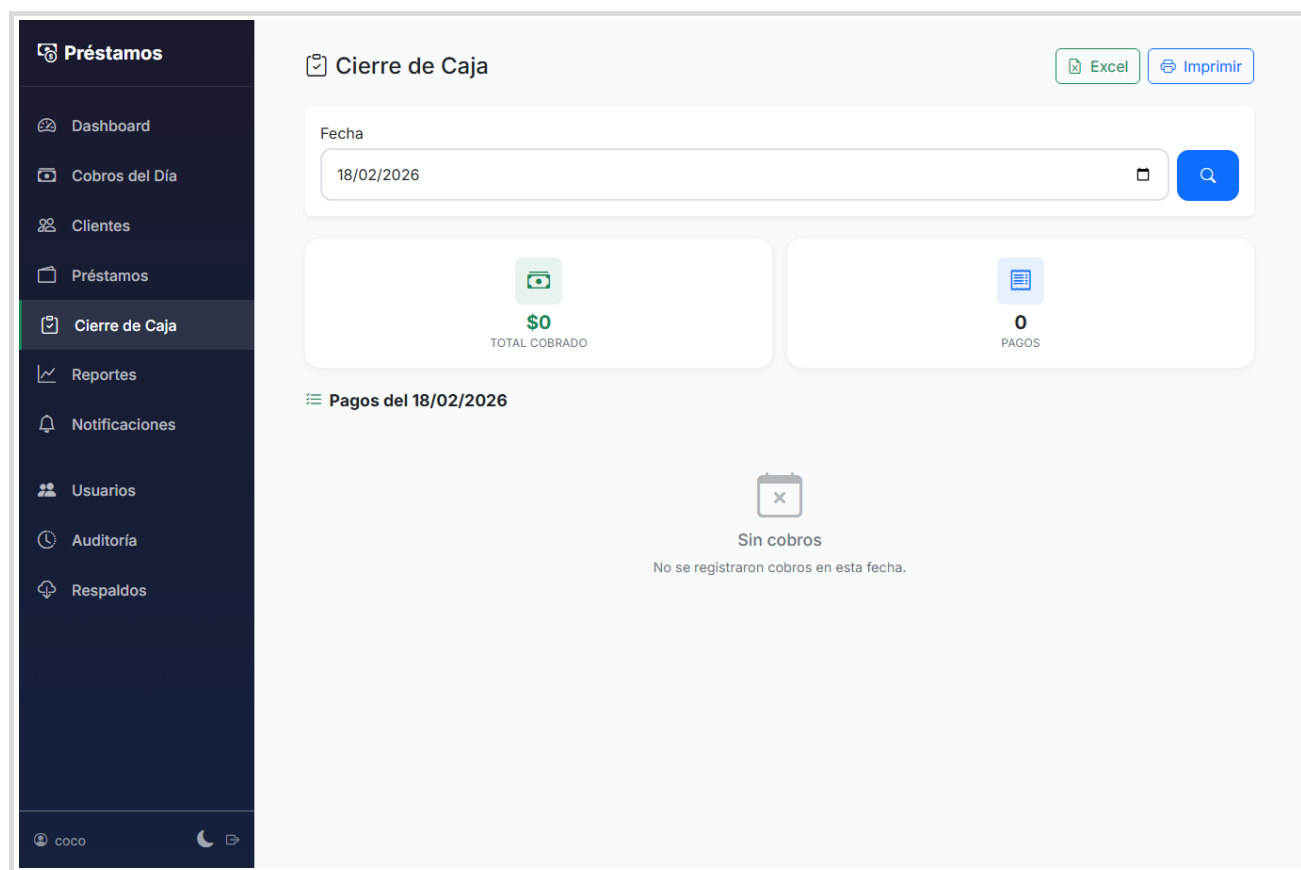 Préstamos
Dashboard
Cobros del Día
Clientes
Préstamos
Cierre de Caja
Reportes
Notificaciones
Usuarios
Auditoría
Respaldos
coco
Cierre de Caja
Excel
Imprimir
Fecha
18/02/2026
$0
TOTAL COBRADO
0
PAGOS
Pagos del 18/02/2026
Sin cobros
No se registraron cobros en esta fecha.